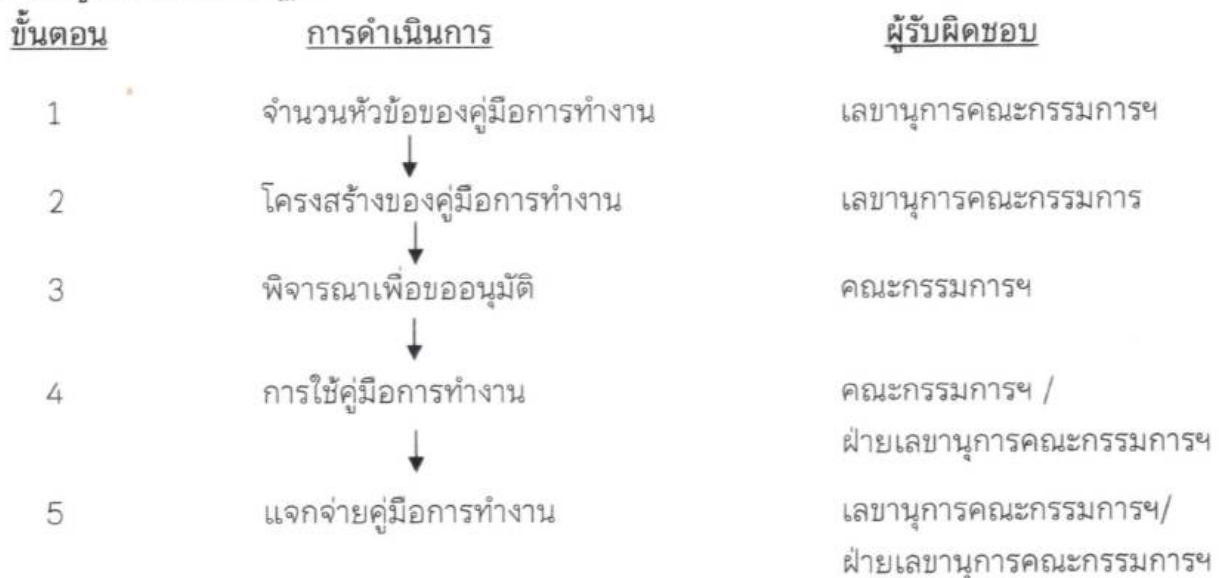 ขั้นตอน การดำเนินการ ผู้รับผิดชอบ
1 จำนวนหัวข้อของคู่มือการทำงาน เลขานุการคณะกรรมการฯ
2 โครงสร้างของคู่มือการทำงาน เลขานุการคณะกรรมการ
3 พิจารณาเพื่อขออนุมัติ คณะกรรมการฯ
4 การใช้คู่มือการทำงาน คณะกรรมการฯ /
ฝ่ายเลขานุการคณะกรรมการฯ
5 แจกจ่ายคู่มือการทำงาน เลขานุการคณะกรรมการฯ/
ฝ่ายเลขานุการคณะกรรมการฯ